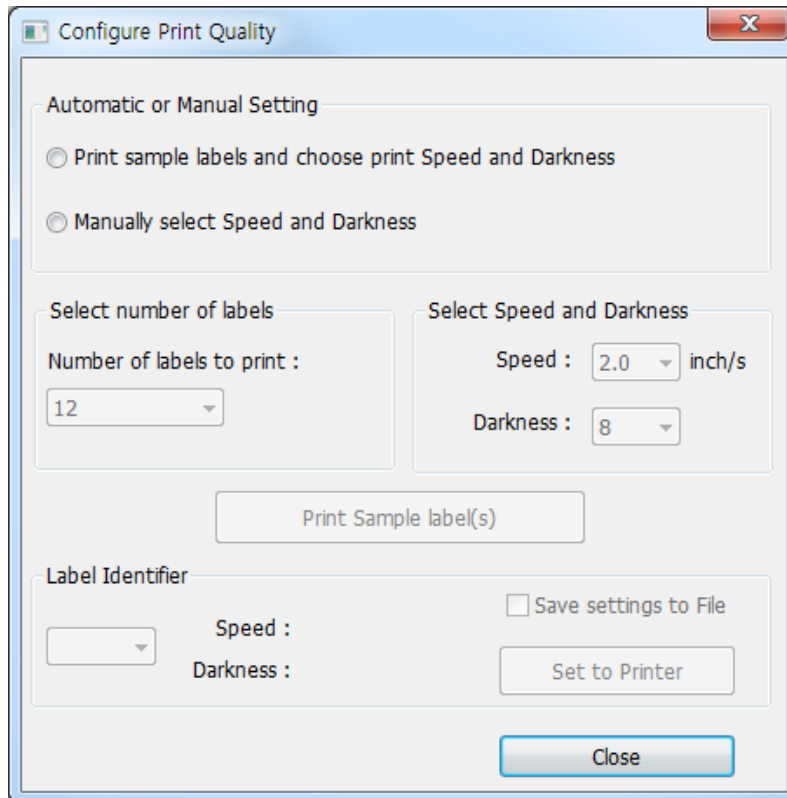 Configure Print Quality
Automatic or Manual Setting
Print sample labels and choose print Speed and Darkness
Manually select Speed and Darkness
Select number of labels
Number of labels to print :
12
Select Speed and Darkness
Speed : 2.0 inch/s
Darkness : 8
Print Sample label(s)
Label Identifier
Speed :
Darkness :
Save settings to File
Set to Printer
Close